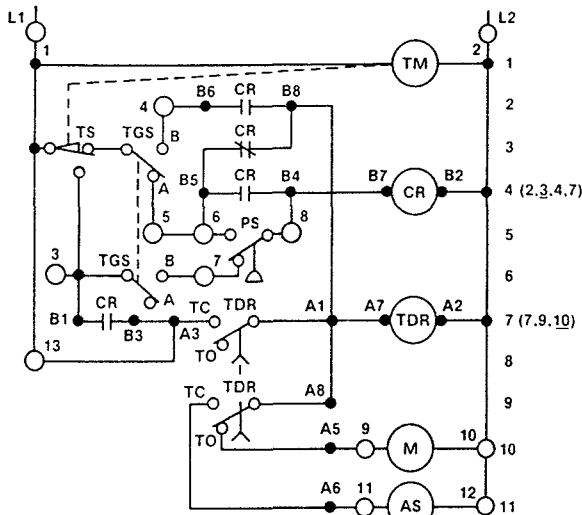 L1 L2
1 TM 2 1
4 B6 CR B8 2
TS TGS B CR 3
A B5 CR B4 B7 CR B2 4 (2,3,4,7)
5 6 PS 8 5
3 TGS B 7 6
A TC TDR A1 A7 TDR A2 7 (7,9,10)
B1 CR B3 A3
13 TO 8
TC TDR A8 9
TO A5 9 M 10 10
A6 11 AS 12 11